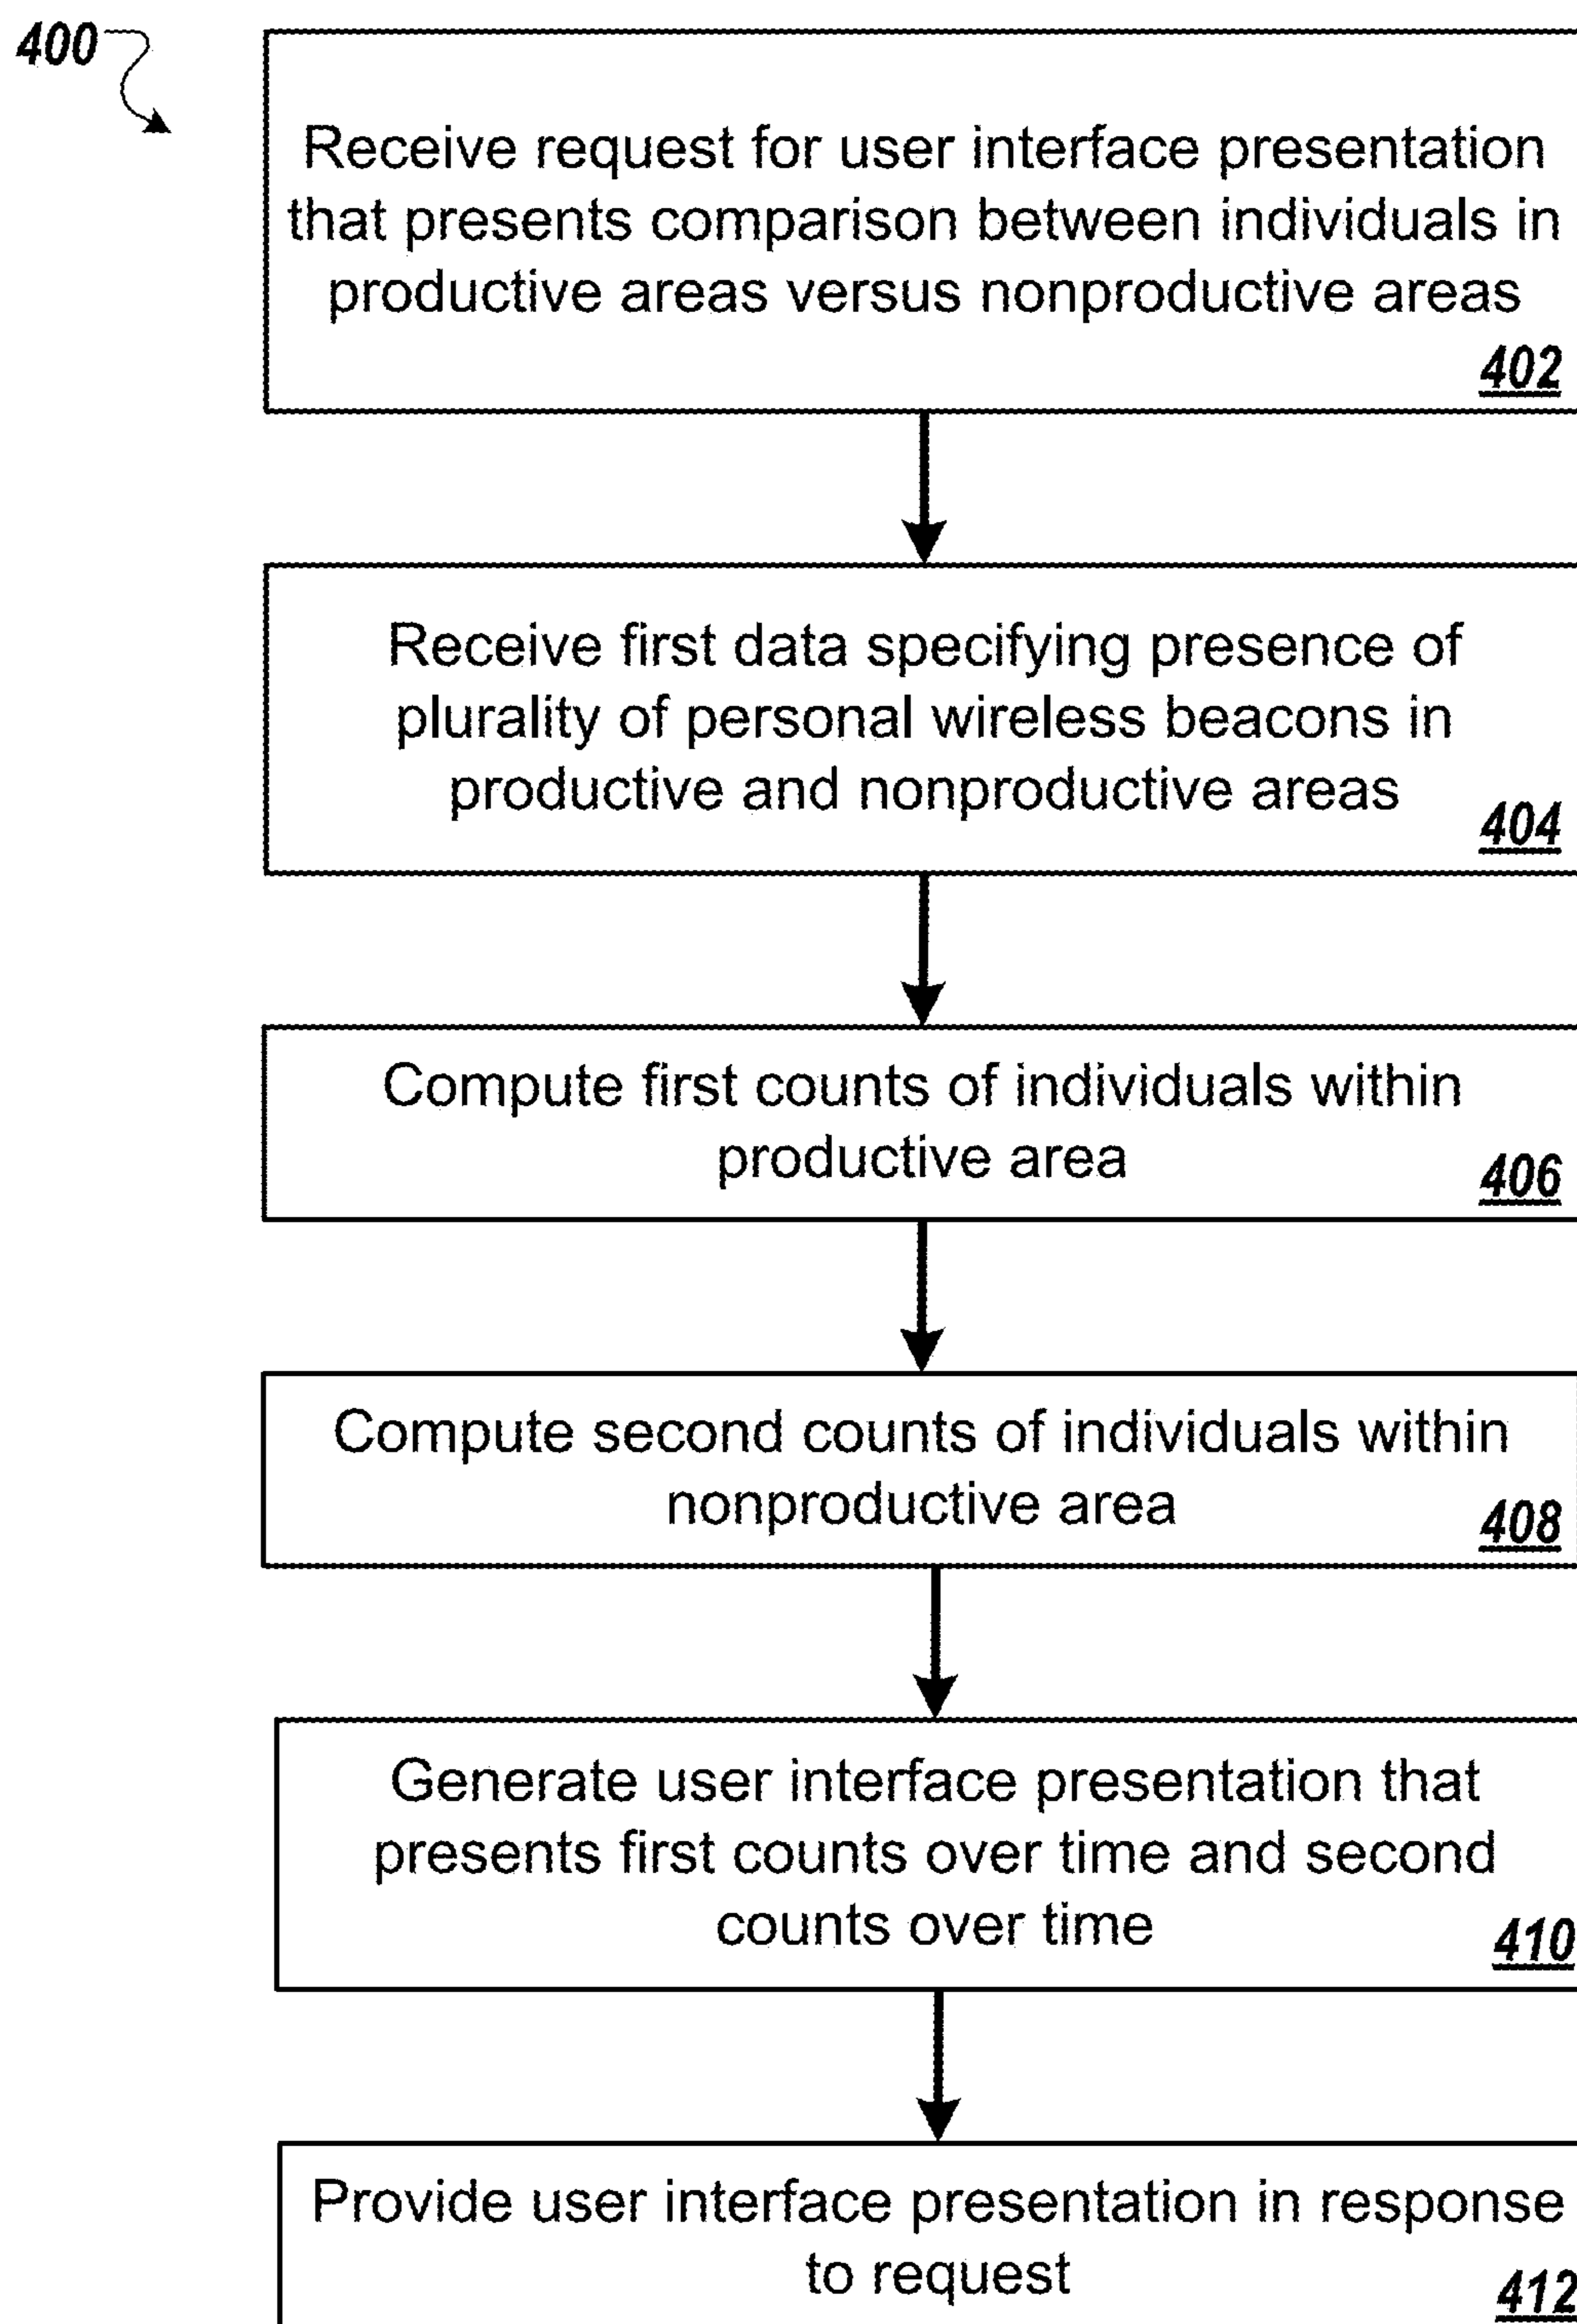 400
Receive request for user interface presentation
that presents comparison between individuals in
productive areas versus nonproductive areas
402
Receive first data specifying presence of
plurality of personal wireless beacons in
productive and nonproductive areas
404
Compute first counts of individuals within
productive area
406
Compute second counts of individuals within
nonproductive area
408
Generate user interface presentation that
presents first counts over time and second
counts over time
410
Provide user interface presentation in response
to request
412